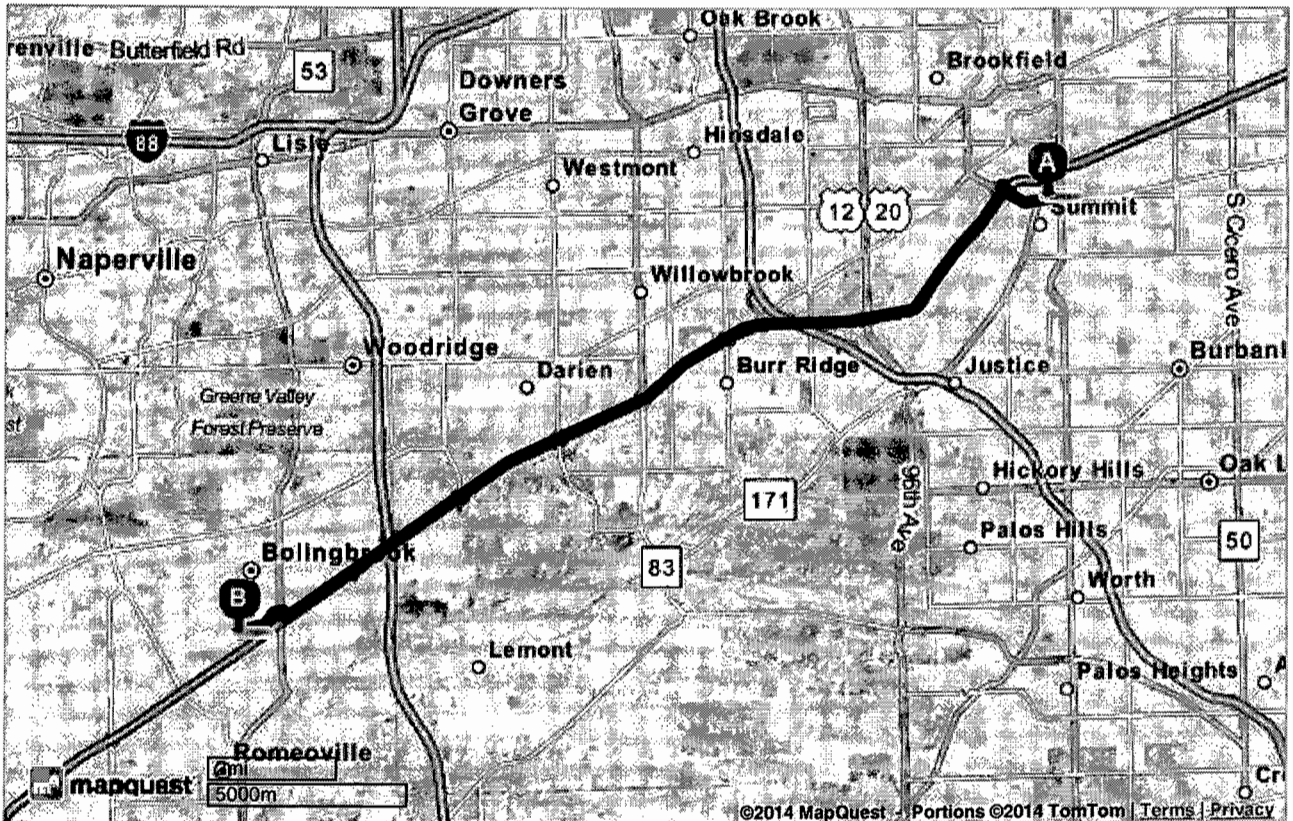 Oak Brook
renville
Butterfield Rd
53
Downers
Grove
Brookfield
88
Lisle
Hinsdale
Westmont
A
12
20
Summit
S Cicero Ave
Naperville
Willowbrook
Woodridge
Darien
Burr Ridge
Justice
Burbank
Greene Valley
Forest Preserve
st
171
96th Ave
Hickory Hills
Oak L
Palos Hills
50
Bolingbrook
83
B
Worth
Lemont
Palos Heights
A
Romeoville
mapquest
2mi
5000m
Cr
©2014 MapQuest - Portions ©2014 TomTom | Terms | Privacy